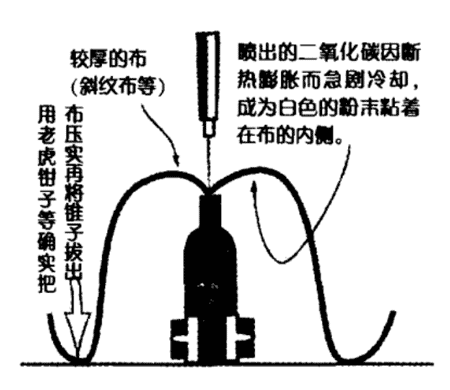 较厚的布
(斜纹布等)
喷出的二氧化碳因断
热膨胀而急剧冷却,
成为白色的粉末粘着
在布的内侧。
用老虎钳子等确实把
布压实再将锥子拔出